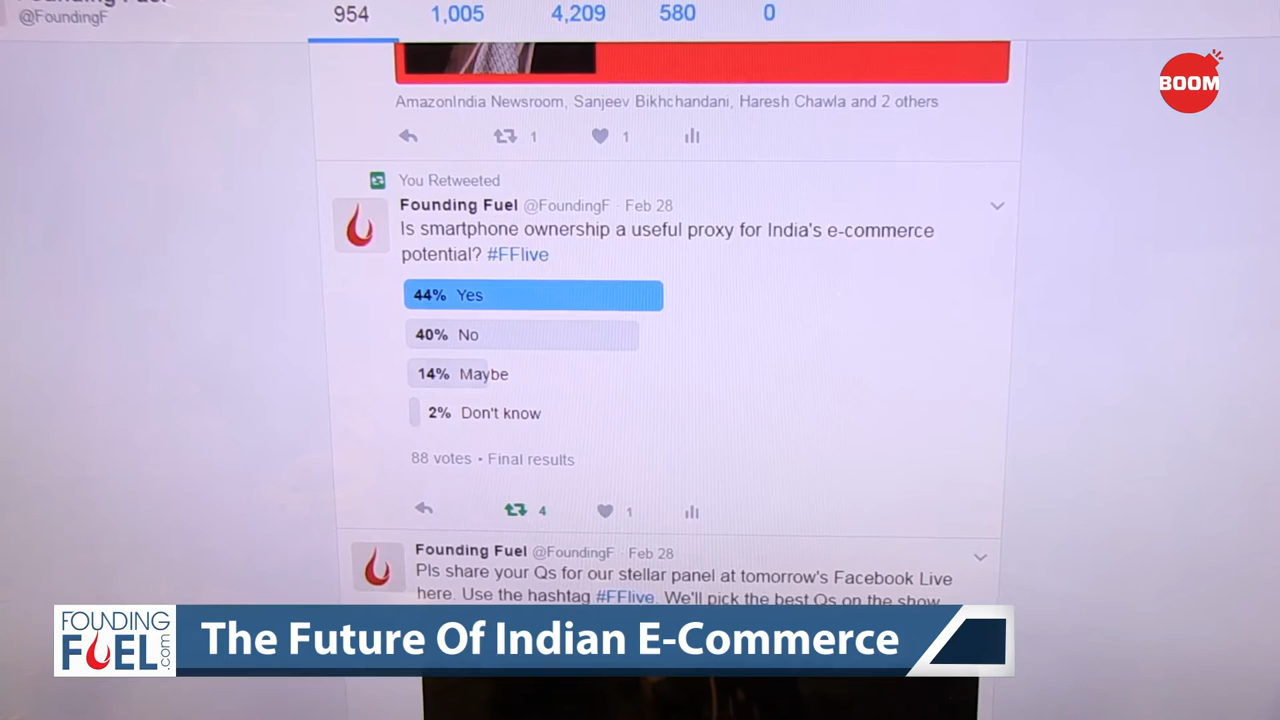 @FoundingF
954 1,005 4,209 580 0
BOOM
AmazonIndia Newsroom, Sanjeev Bikhchandani, Haresh Chawla and 2 others
1 1
You Retweeted
Founding Fuel @FoundingF · Feb 28
Is smartphone ownership a useful proxy for India's e-commerce
potential? #FFlive
44% Yes
40% No
14% Maybe
2% Don't know
88 votes • Final results
4 1
Founding Fuel @FoundingF · Feb 28
Pls share your Qs for our stellar panel at tomorrow's Facebook Live
here. Use the hashtag #FFlive. We'll pick the best Qs on the show
FOUNDING
FUEL.com
The Future Of Indian E-Commerce